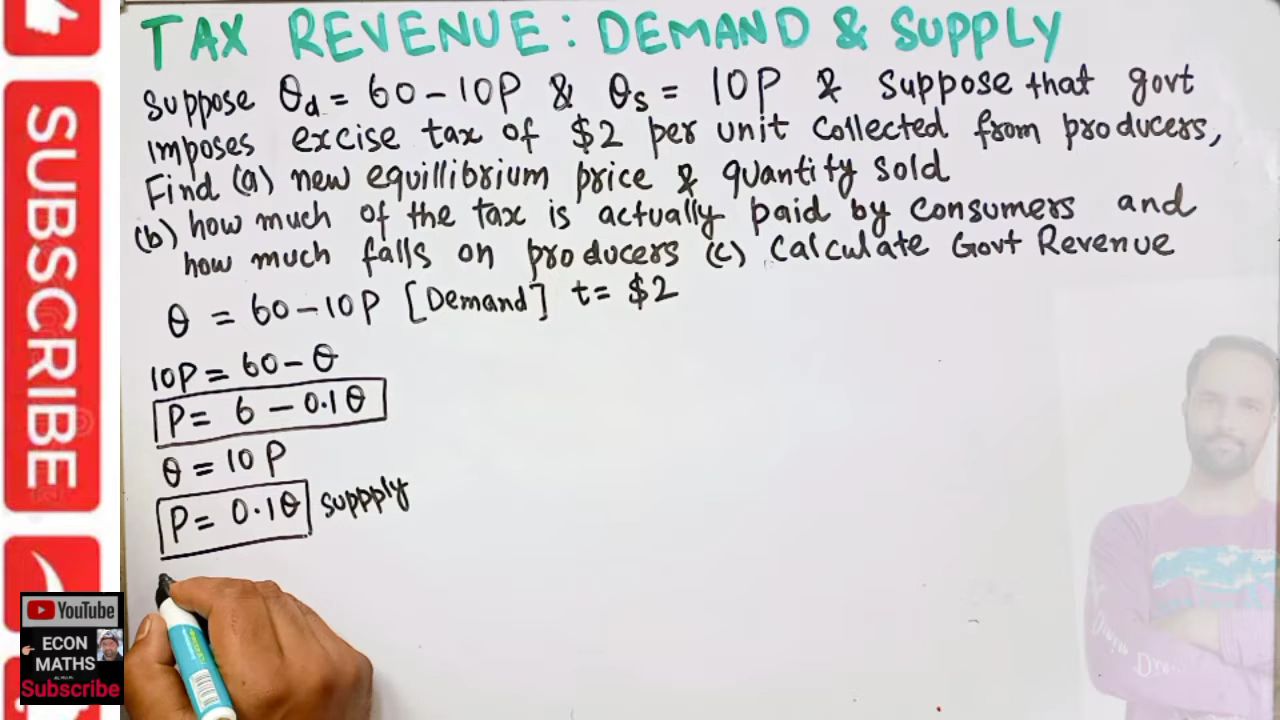 TAX REVENUE: DEMAND & SUPPLY
Suppose Qd = 60 - 10P & Qs = 10P & Suppose that govt
imposes excise tax of $2 per unit collected from producers,
Find (a) new equillibrium price & quantity sold
(b) how much of the tax is actually paid by consumers and
how much falls on producers (c) Calculate Govt Revenue
Q = 60 - 10P [Demand] t = $2
10P = 60 - Q
P = 6 - 0.1Q
Q = 10P
P = 0.1Q suppply
SUBSCRIBE
YouTube
ECON
MATHS
Subscribe